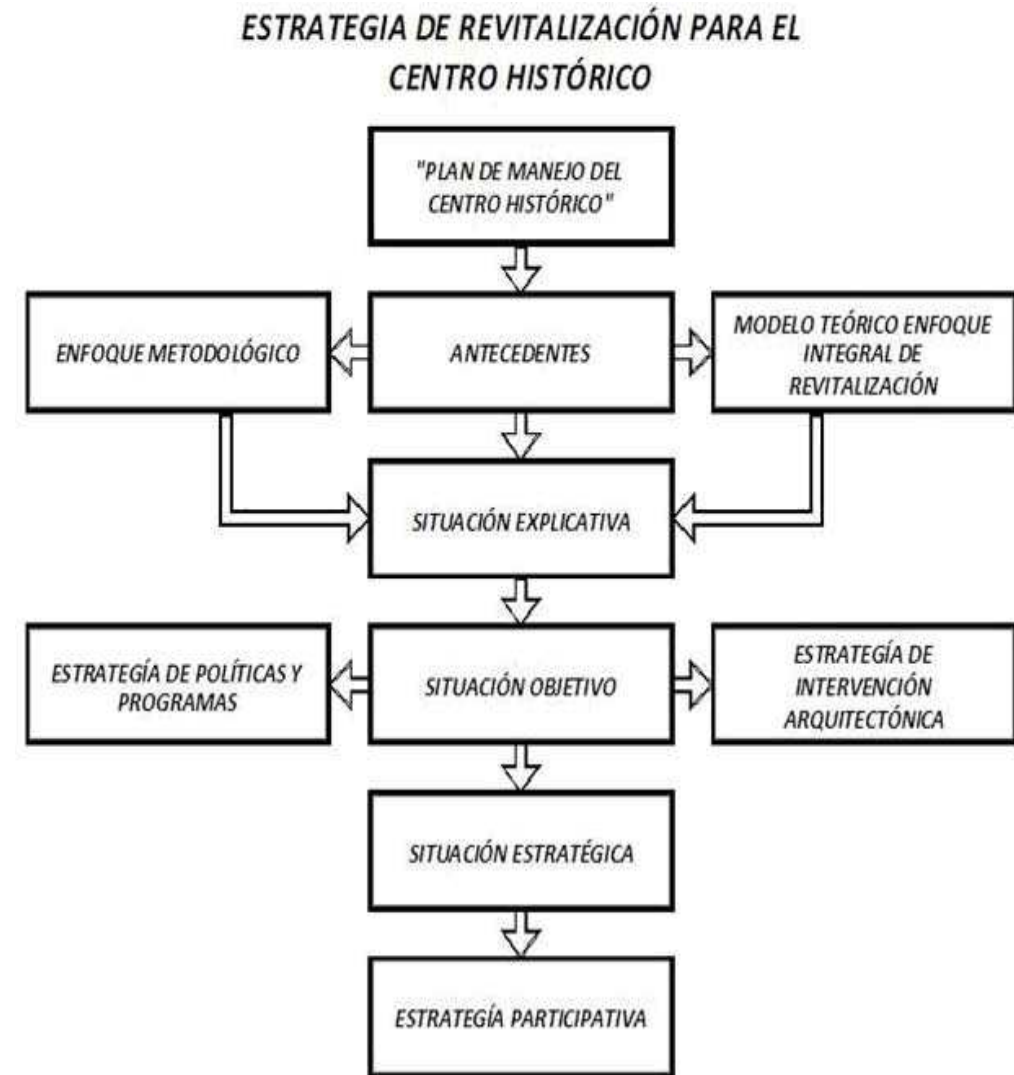 ESTRATEGIA DE REVITALIZACIÓN PARA EL
CENTRO HISTÓRICO
"PLAN DE MANEJO DEL
CENTRO HISTÓRICO"
ENFOQUE METODOLÓGICO
ANTECEDENTES
MODELO TEÓRICO ENFOQUE
INTEGRAL DE
REVITALIZACIÓN
SITUACIÓN EXPLICATIVA
ESTRATEGÍA DE POLÍTICAS Y
PROGRAMAS
SITUACIÓN OBJETIVO
ESTRATEGÍA DE
INTERVENCIÓN
ARQUITECTÓNICA
SITUACIÓN ESTRATÉGICA
ESTRATEGÍA PARTICIPATIVA